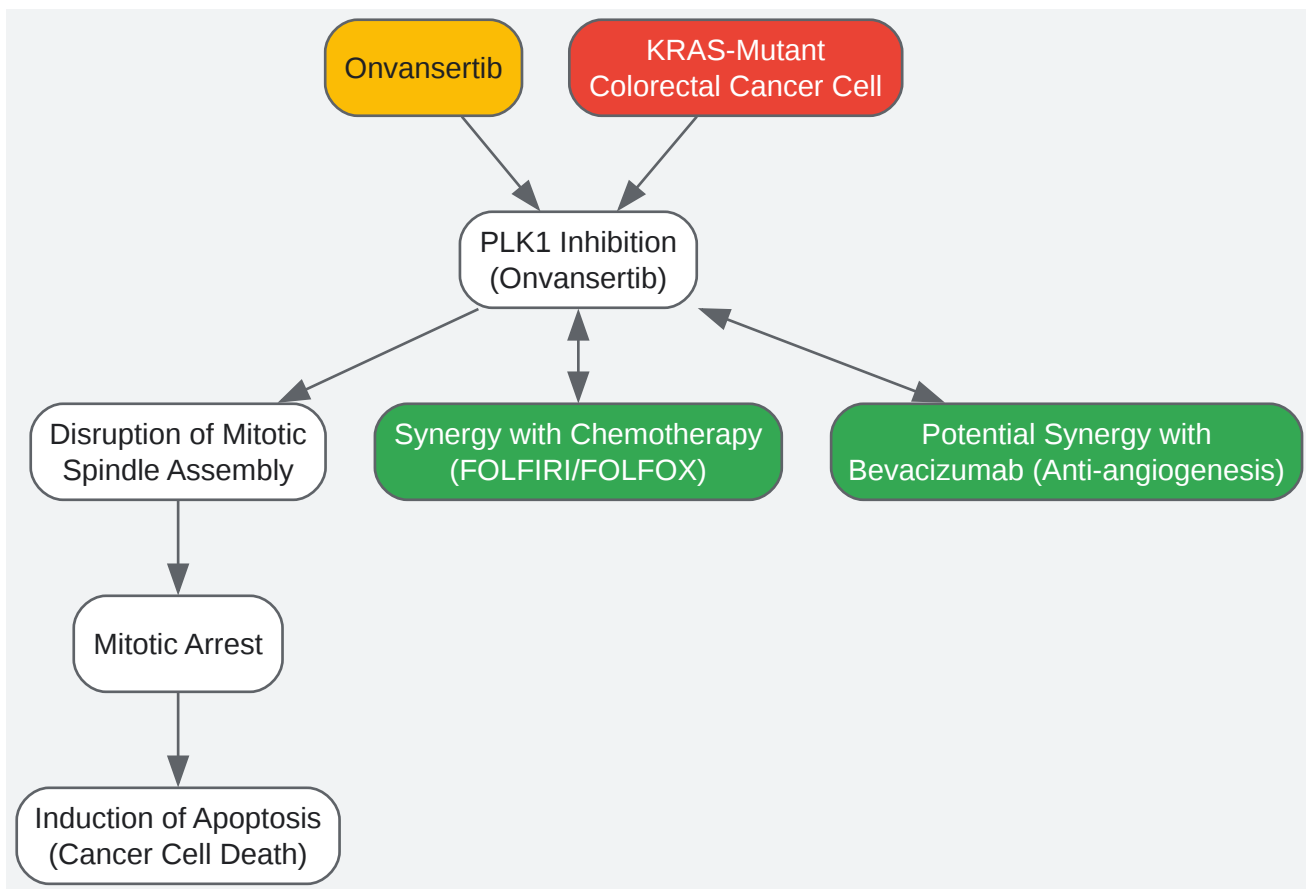 Onvansertib
KRAS-Mutant
Colorectal Cancer Cell
PLK1 Inhibition
(Onvansertib)
Disruption of Mitotic
Spindle Assembly
Synergy with Chemotherapy
(FOLFIRI/FOLFOX)
Potential Synergy with
Bevacizumab (Anti-angiogenesis)
Mitotic Arrest
Induction of Apoptosis
(Cancer Cell Death)